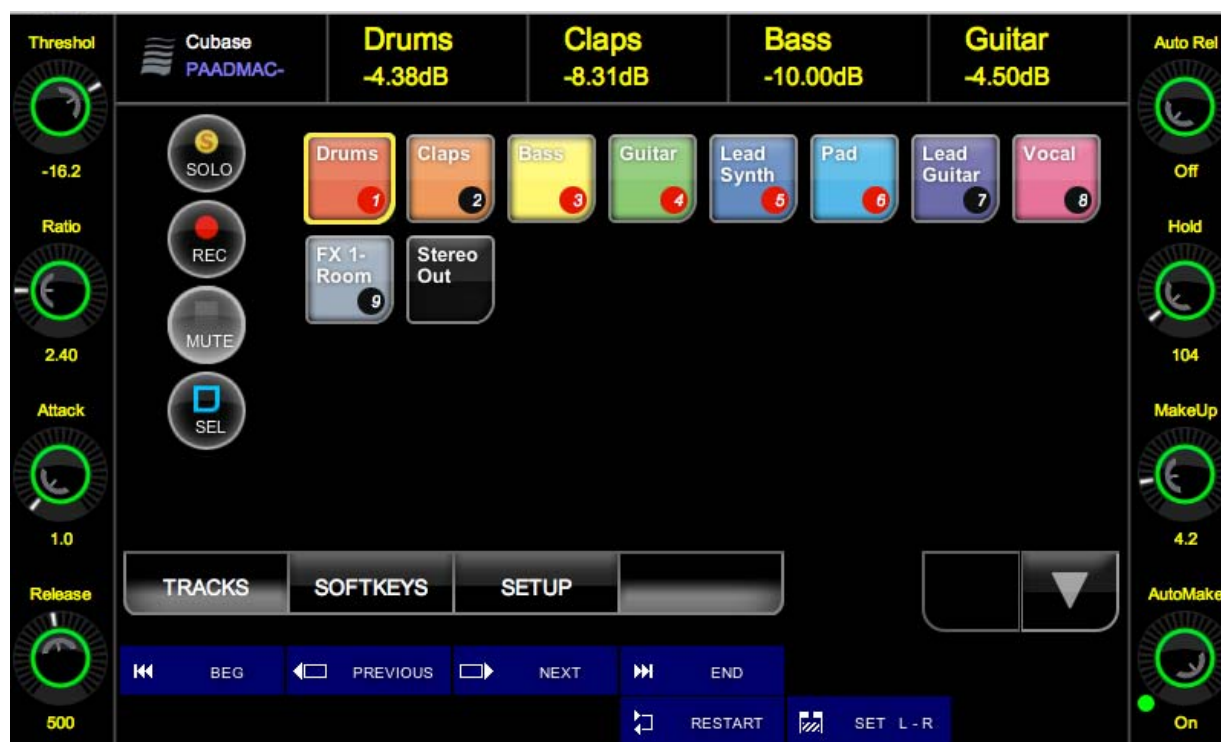 Threshol
-16.2
Ratio
2.40
Attack
1.0
Release
500
Cubase
PAADMAC-
Drums
-4.38dB
Claps
-8.31dB
Bass
-10.00dB
Guitar
-4.50dB
S
SOLO
REC
MUTE
SEL
Drums
1
Claps
2
Bass
3
Guitar
4
Lead
Synth
5
Pad
6
Lead
Guitar
7
Vocal
8
FX 1-
Room
9
Stereo
Out
TRACKS
SOFTKEYS
SETUP
BEG
PREVIOUS
NEXT
END
RESTART
SET L-R
Auto Rel
Off
Hold
104
MakeUp
4.2
AutoMake
On